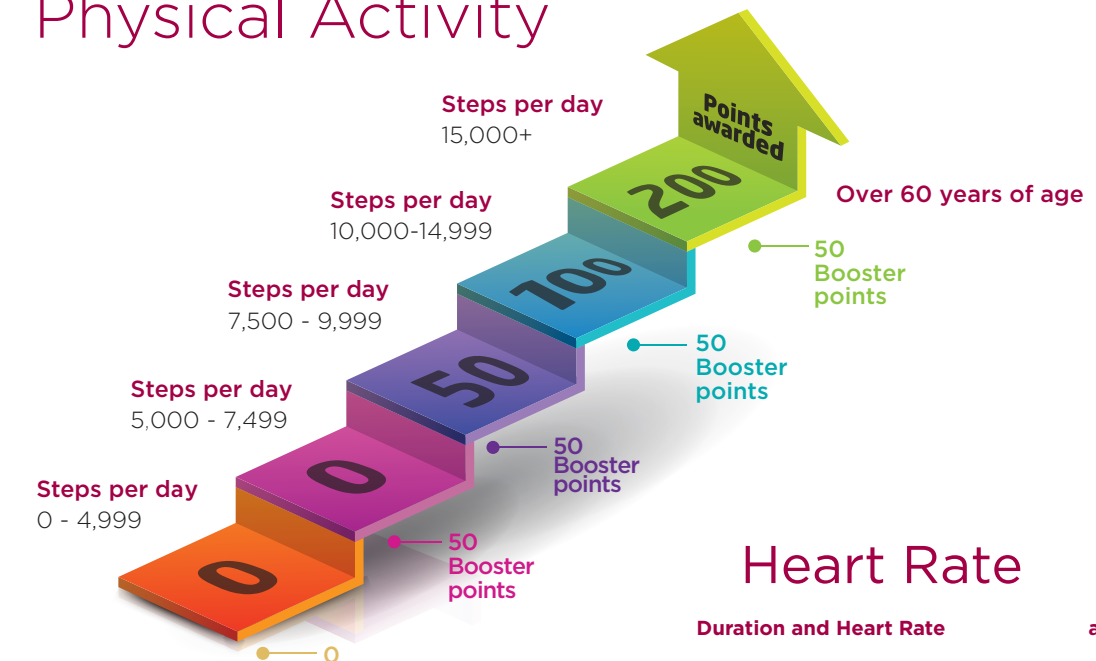 Physical Activity
Points
awarded
Steps per day
15,000+
200
Over 60 years of age
50
Booster
points
Steps per day
10,000-14,999
100
50
Booster
points
Steps per day
7,500 - 9,999
50
50
Booster
points
Steps per day
5,000 - 7,499
0
50
Booster
points
Steps per day
0 - 4,999
0
0
Heart Rate
Duration and Heart Rate